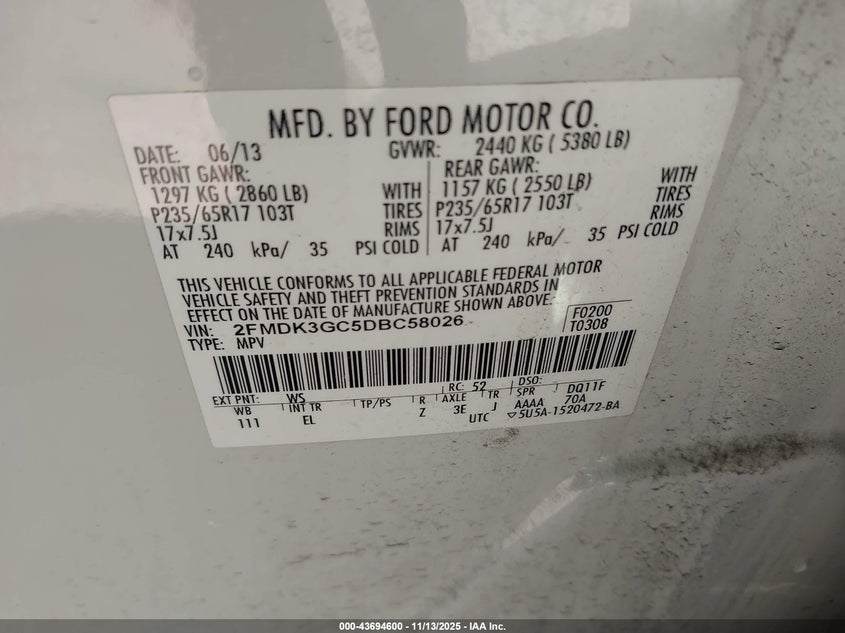 MFD. BY FORD MOTOR CO.
DATE: 06/13 GVWR: 2440 KG ( 5380 LB)
FRONT GAWR: REAR GAWR:
1297 KG ( 2860 LB) WITH 1157 KG ( 2550 LB) WITH
P235/65R17 103T TIRES P235/65R17 103T TIRES
17x7.5J RIMS 17x7.5J RIMS
AT 240 kPa/ 35 PSI COLD AT 240 kPa/ 35 PSI COLD
THIS VEHICLE CONFORMS TO ALL APPLICABLE FEDERAL MOTOR
VEHICLE SAFETY AND THEFT PREVENTION STANDARDS IN
EFFECT ON THE DATE OF MANUFACTURE SHOWN ABOVE.
VIN: 2FMDK3GC5DBC58026 F0200
TYPE: MPV T0308
EXT PNT: WS RC: 52 DSO: DQ11F
WB INT TR TP/PS R AXLE TR SPR 70A
111 EL Z 3E J AAAA
UTC ▽5U5A-1520472-BA
000-43694600 - 11/13/2025 - IAA Inc.